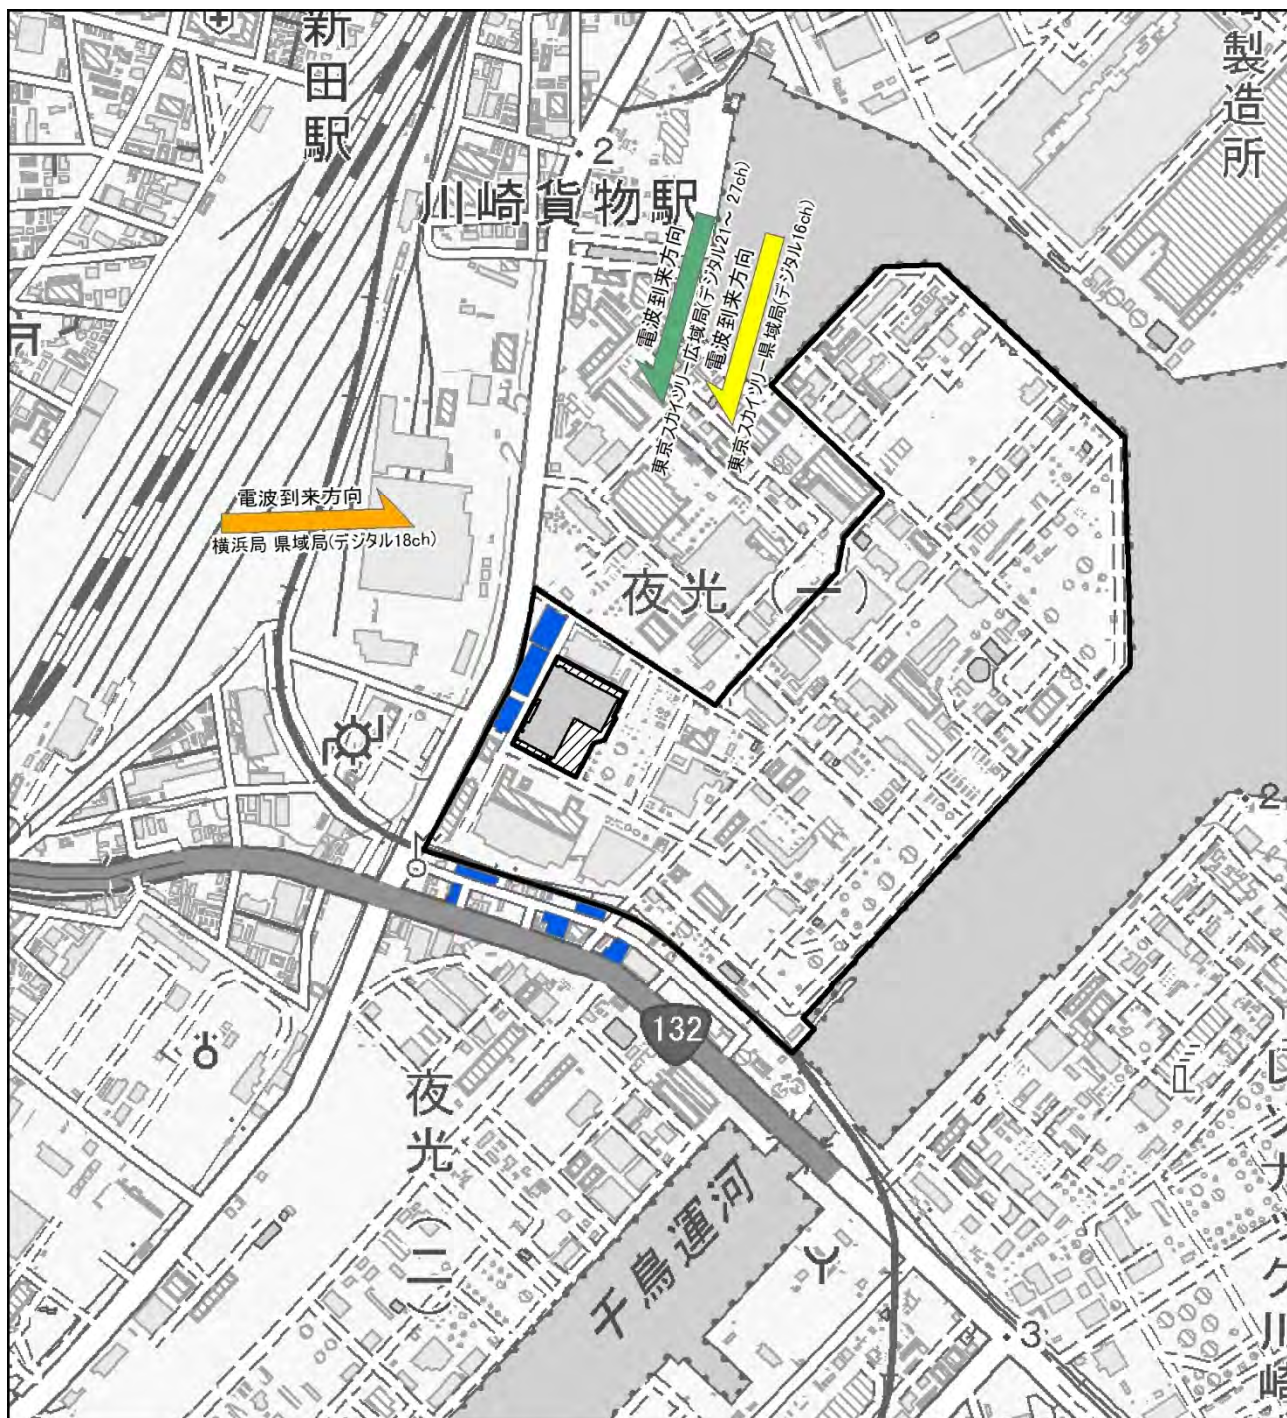 新田駅
製造所
2
川崎貨物駅
電波到来方向
東京スカイツリー広域局(デジタル21～27ch)
電波到来方向
東京スカイツリー県域局(デジタル16ch)
電波到来方向
横浜局 県域局(デジタル18ch)
夜光(一)
2
132
夜光(二)
千鳥運河
3